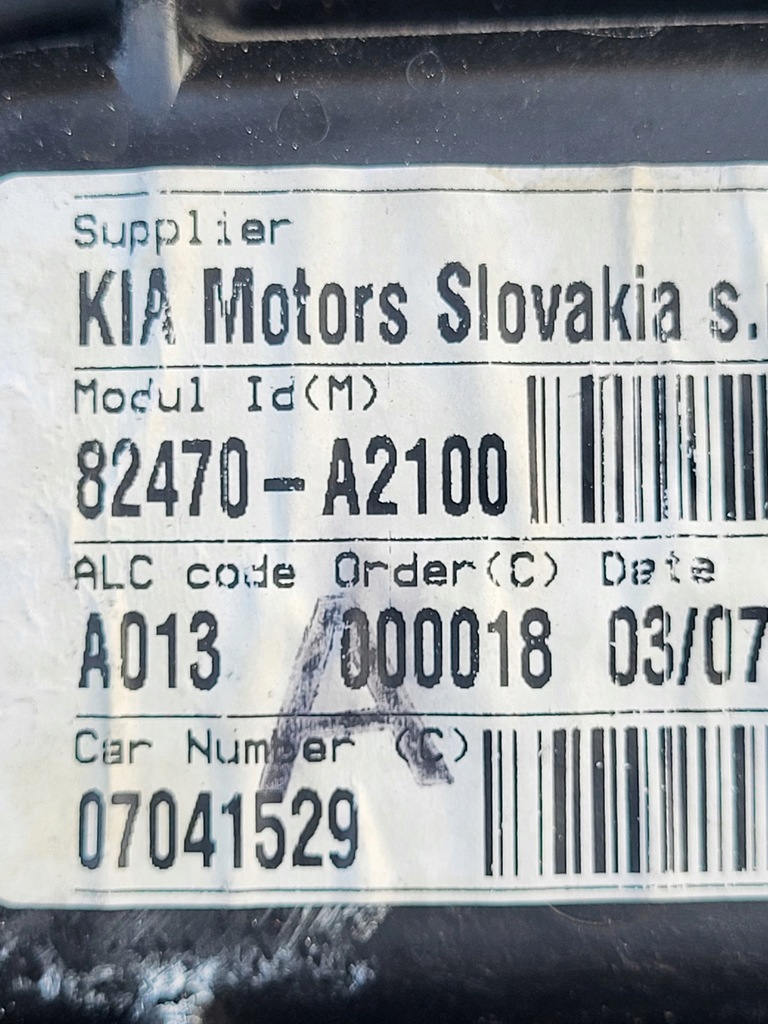 Supplier
KIA Motors Slovakia s.
Modul Id(M)
82470-A2100
ALC code Order(C) Date
A013 000018 03/07
Car Number (C)
07041529
A